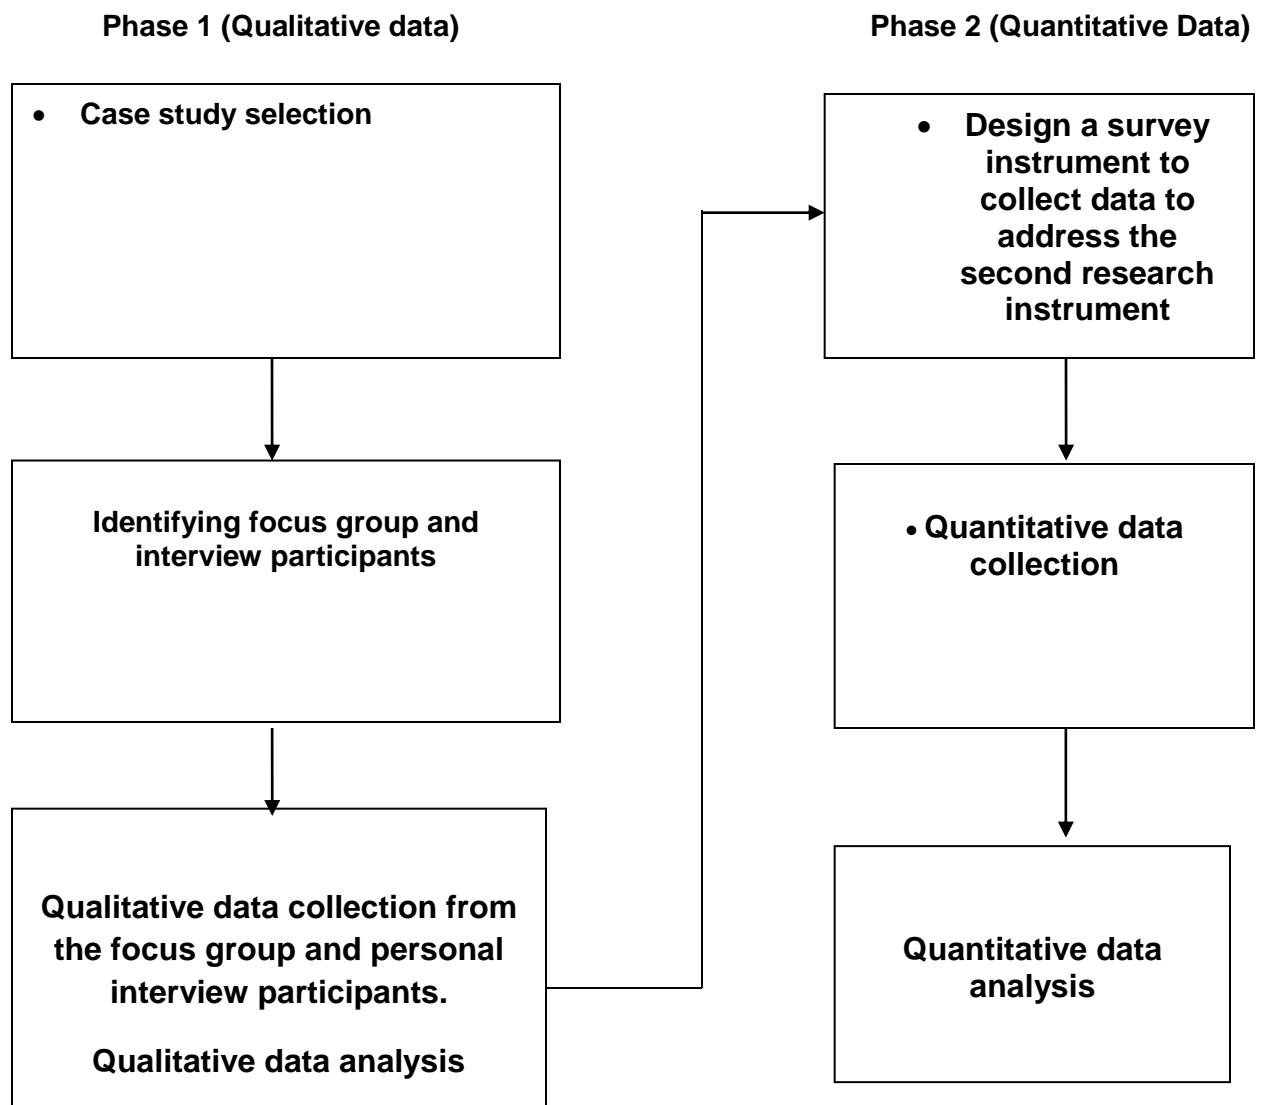 Phase 1 (Qualitative data)
• Case study selection
Identifying focus group and
interview participants
Qualitative data collection from
the focus group and personal
interview participants.
Qualitative data analysis
Phase 2 (Quantitative Data)
• Design a survey
instrument to
collect data to
address the
second research
instrument
• Quantitative data
collection
Quantitative data
analysis